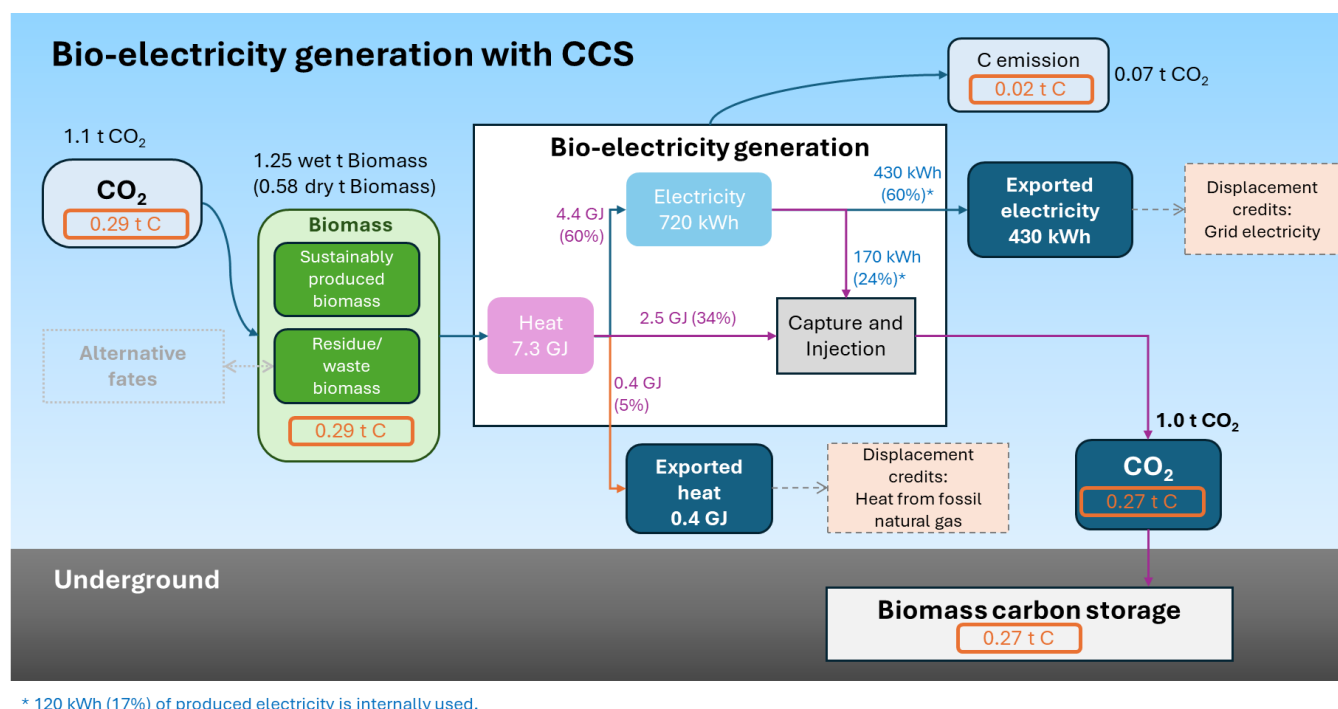 Bio-electricity generation with CCS
C emission
0.02 t C
0.07 t CO₂
1.1 t CO₂
CO₂
0.29 t C
1.25 wet t Biomass
(0.58 dry t Biomass)
Biomass
Sustainably
produced
biomass
Residue/
waste
biomass
0.29 t C
Alternative
fates
Bio-electricity generation
4.4 GJ
(60%)
Electricity
720 kWh
430 kWh
(60%)*
170 kWh
(24%)*
Heat
7.3 GJ
2.5 GJ (34%)
Capture and
Injection
0.4 GJ
(5%)
Exported
electricity
430 kWh
Displacement
credits:
Grid electricity
Exported
heat
0.4 GJ
Displacement
credits:
Heat from fossil
natural gas
1.0 t CO₂
CO₂
0.27 t C
Underground
Biomass carbon storage
0.27 t C
* 120 kWh (17%) of produced electricity is internally used.